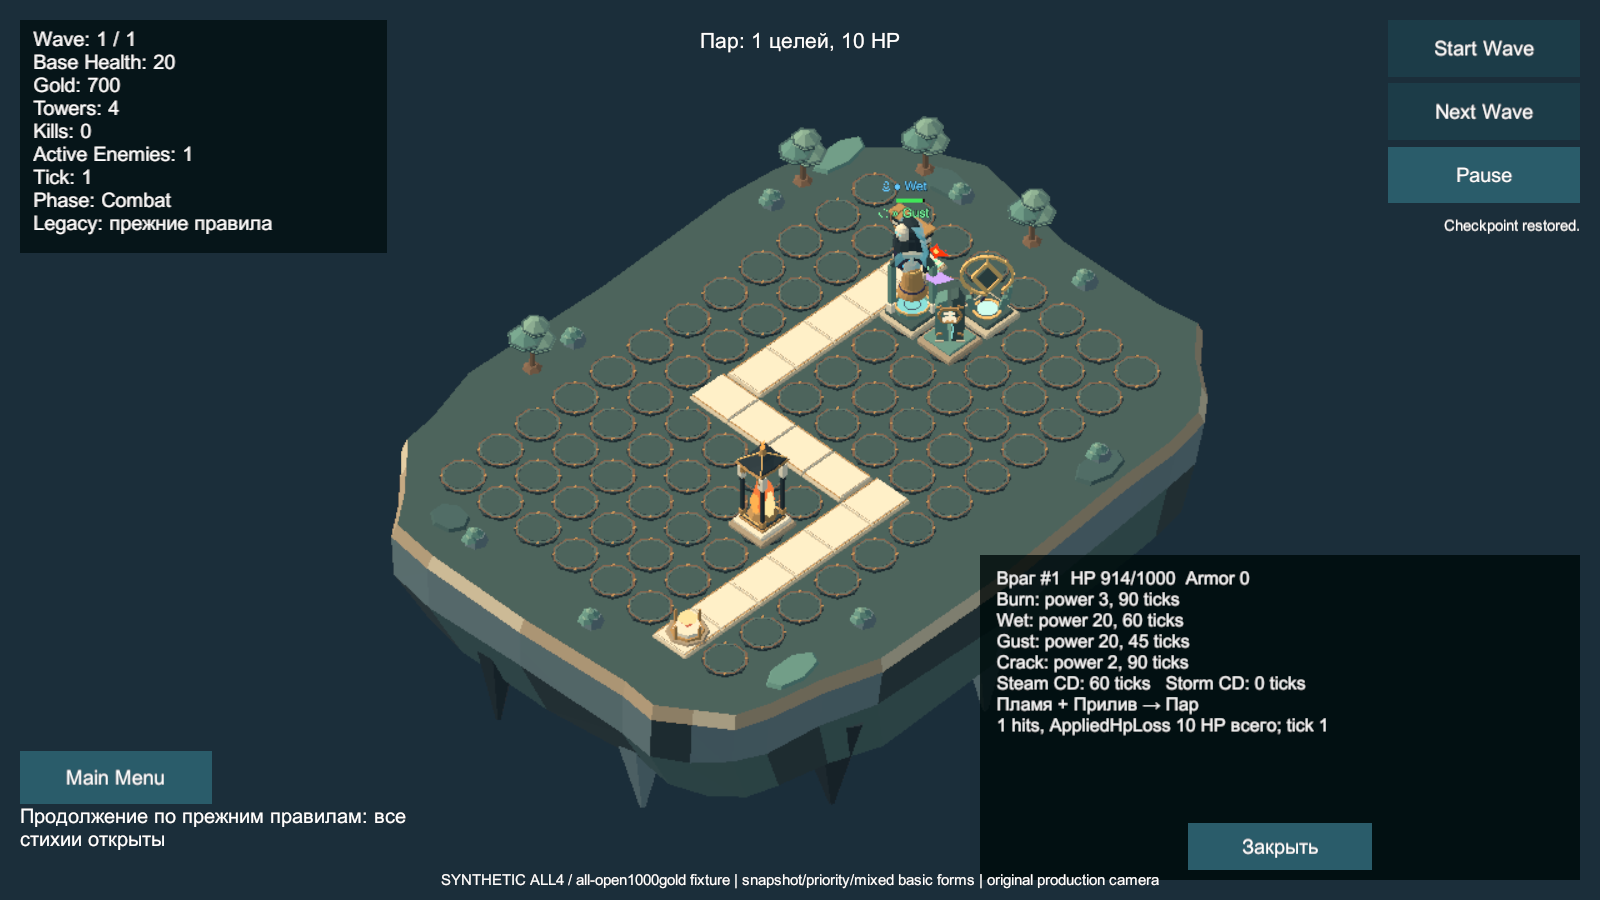 Wave: 1 / 1
Base Health: 20
Gold: 700
Towers: 4
Kills: 0
Active Enemies: 1
Tick: 1
Phase: Combat
Legacy: прежние правила
Пар: 1 целей, 10 HP
Start Wave
Next Wave
Pause
Checkpoint restored.
Wet
Gust
Враг #1 HP 914/1000 Armor 0
Burn: power 3, 90 ticks
Wet: power 20, 60 ticks
Gust: power 20, 45 ticks
Crack: power 2, 90 ticks
Steam CD: 60 ticks Storm CD: 0 ticks
Пламя + Прилив → Пар
1 hits, AppliedHpLoss 10 HP всего; tick 1
Закрыть
Main Menu
Продолжение по прежним правилам: все
стихии открыты
SYNTHETIC ALL4 / all-open1000gold fixture | snapshot/priority/mixed basic forms | original production camera